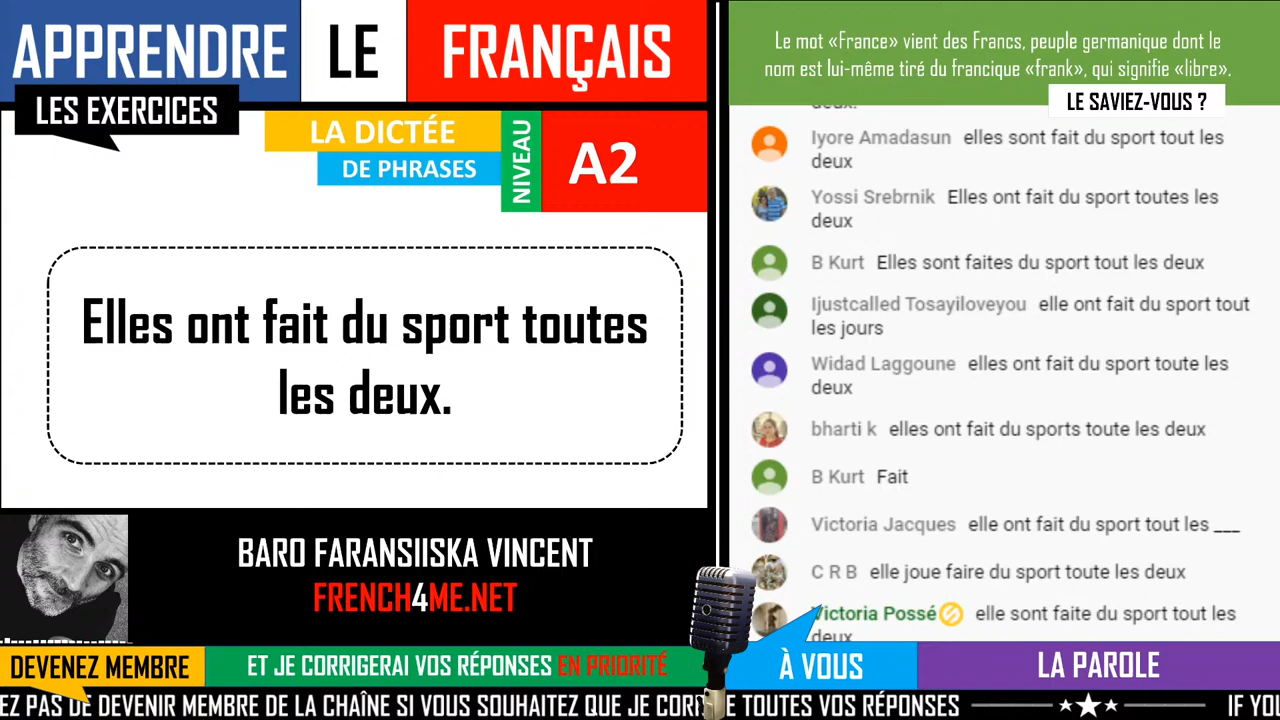 APPRENDRE LE FRANÇAIS
LES EXERCICES
LA DICTÉE
DE PHRASES
NIVEAU
A2
Elles ont fait du sport toutes
les deux.
BARO FARANSIISKA VINCENT
FRENCH4ME.NET
DEVENEZ MEMBRE
ET JE CORRIGERAI VOS RÉPONSES EN PRIORITÉ
Le mot «France» vient des Francs, peuple germanique dont le
nom est lui-même tiré du francique «frank», qui signifie «libre».
LE SAVIEZ-VOUS ?
Iyore Amadasun elles sont fait du sport tout les
deux
Yossi Srebrnik Elles ont fait du sport toutes les
deux
B Kurt Elles sont faites du sport tout les deux
Ijustcalled Tosayiloveyou elle ont fait du sport tout
les jours
Widad Laggoune elles ont fait du sport toute les
deux
bharti k elles ont fait du sports toute les deux
B Kurt Fait
Victoria Jacques elle ont fait du sport tout les ___
C R B elle joue faire du sport toute les deux
Victoria Possé elle sont faite du sport tout les
deux
À VOUS
LA PAROLE
EZ PAS DE DEVENIR MEMBRE DE LA CHAÎNE SI VOUS SOUHAITEZ QUE JE CORR E TOUTES VOS RÉPONSES IF YO